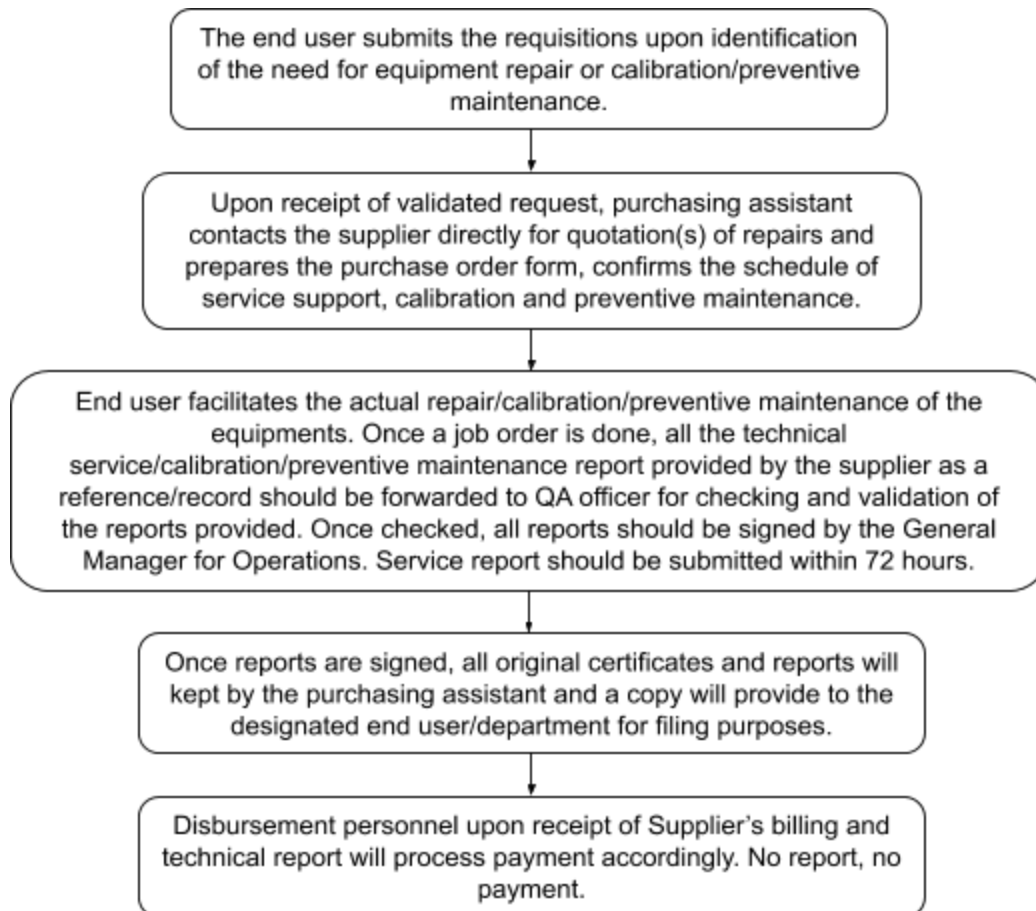 The end user submits the requisitions upon identification
of the need for equipment repair or calibration/preventive
maintenance.
Upon receipt of validated request, purchasing assistant
contacts the supplier directly for quotation(s) of repairs and
prepares the purchase order form, confirms the schedule of
service support, calibration and preventive maintenance.
End user facilitates the actual repair/calibration/preventive maintenance of the
equipments. Once a job order is done, all the technical
service/calibration/preventive maintenance report provided by the supplier as a
reference/record should be forwarded to QA officer for checking and validation of
the reports provided. Once checked, all reports should be signed by the General
Manager for Operations. Service report should be submitted within 72 hours.
Once reports are signed, all original certificates and reports will
kept by the purchasing assistant and a copy will provide to the
designated end user/department for filing purposes.
Disbursement personnel upon receipt of Supplier's billing and
technical report will process payment accordingly. No report, no
payment.